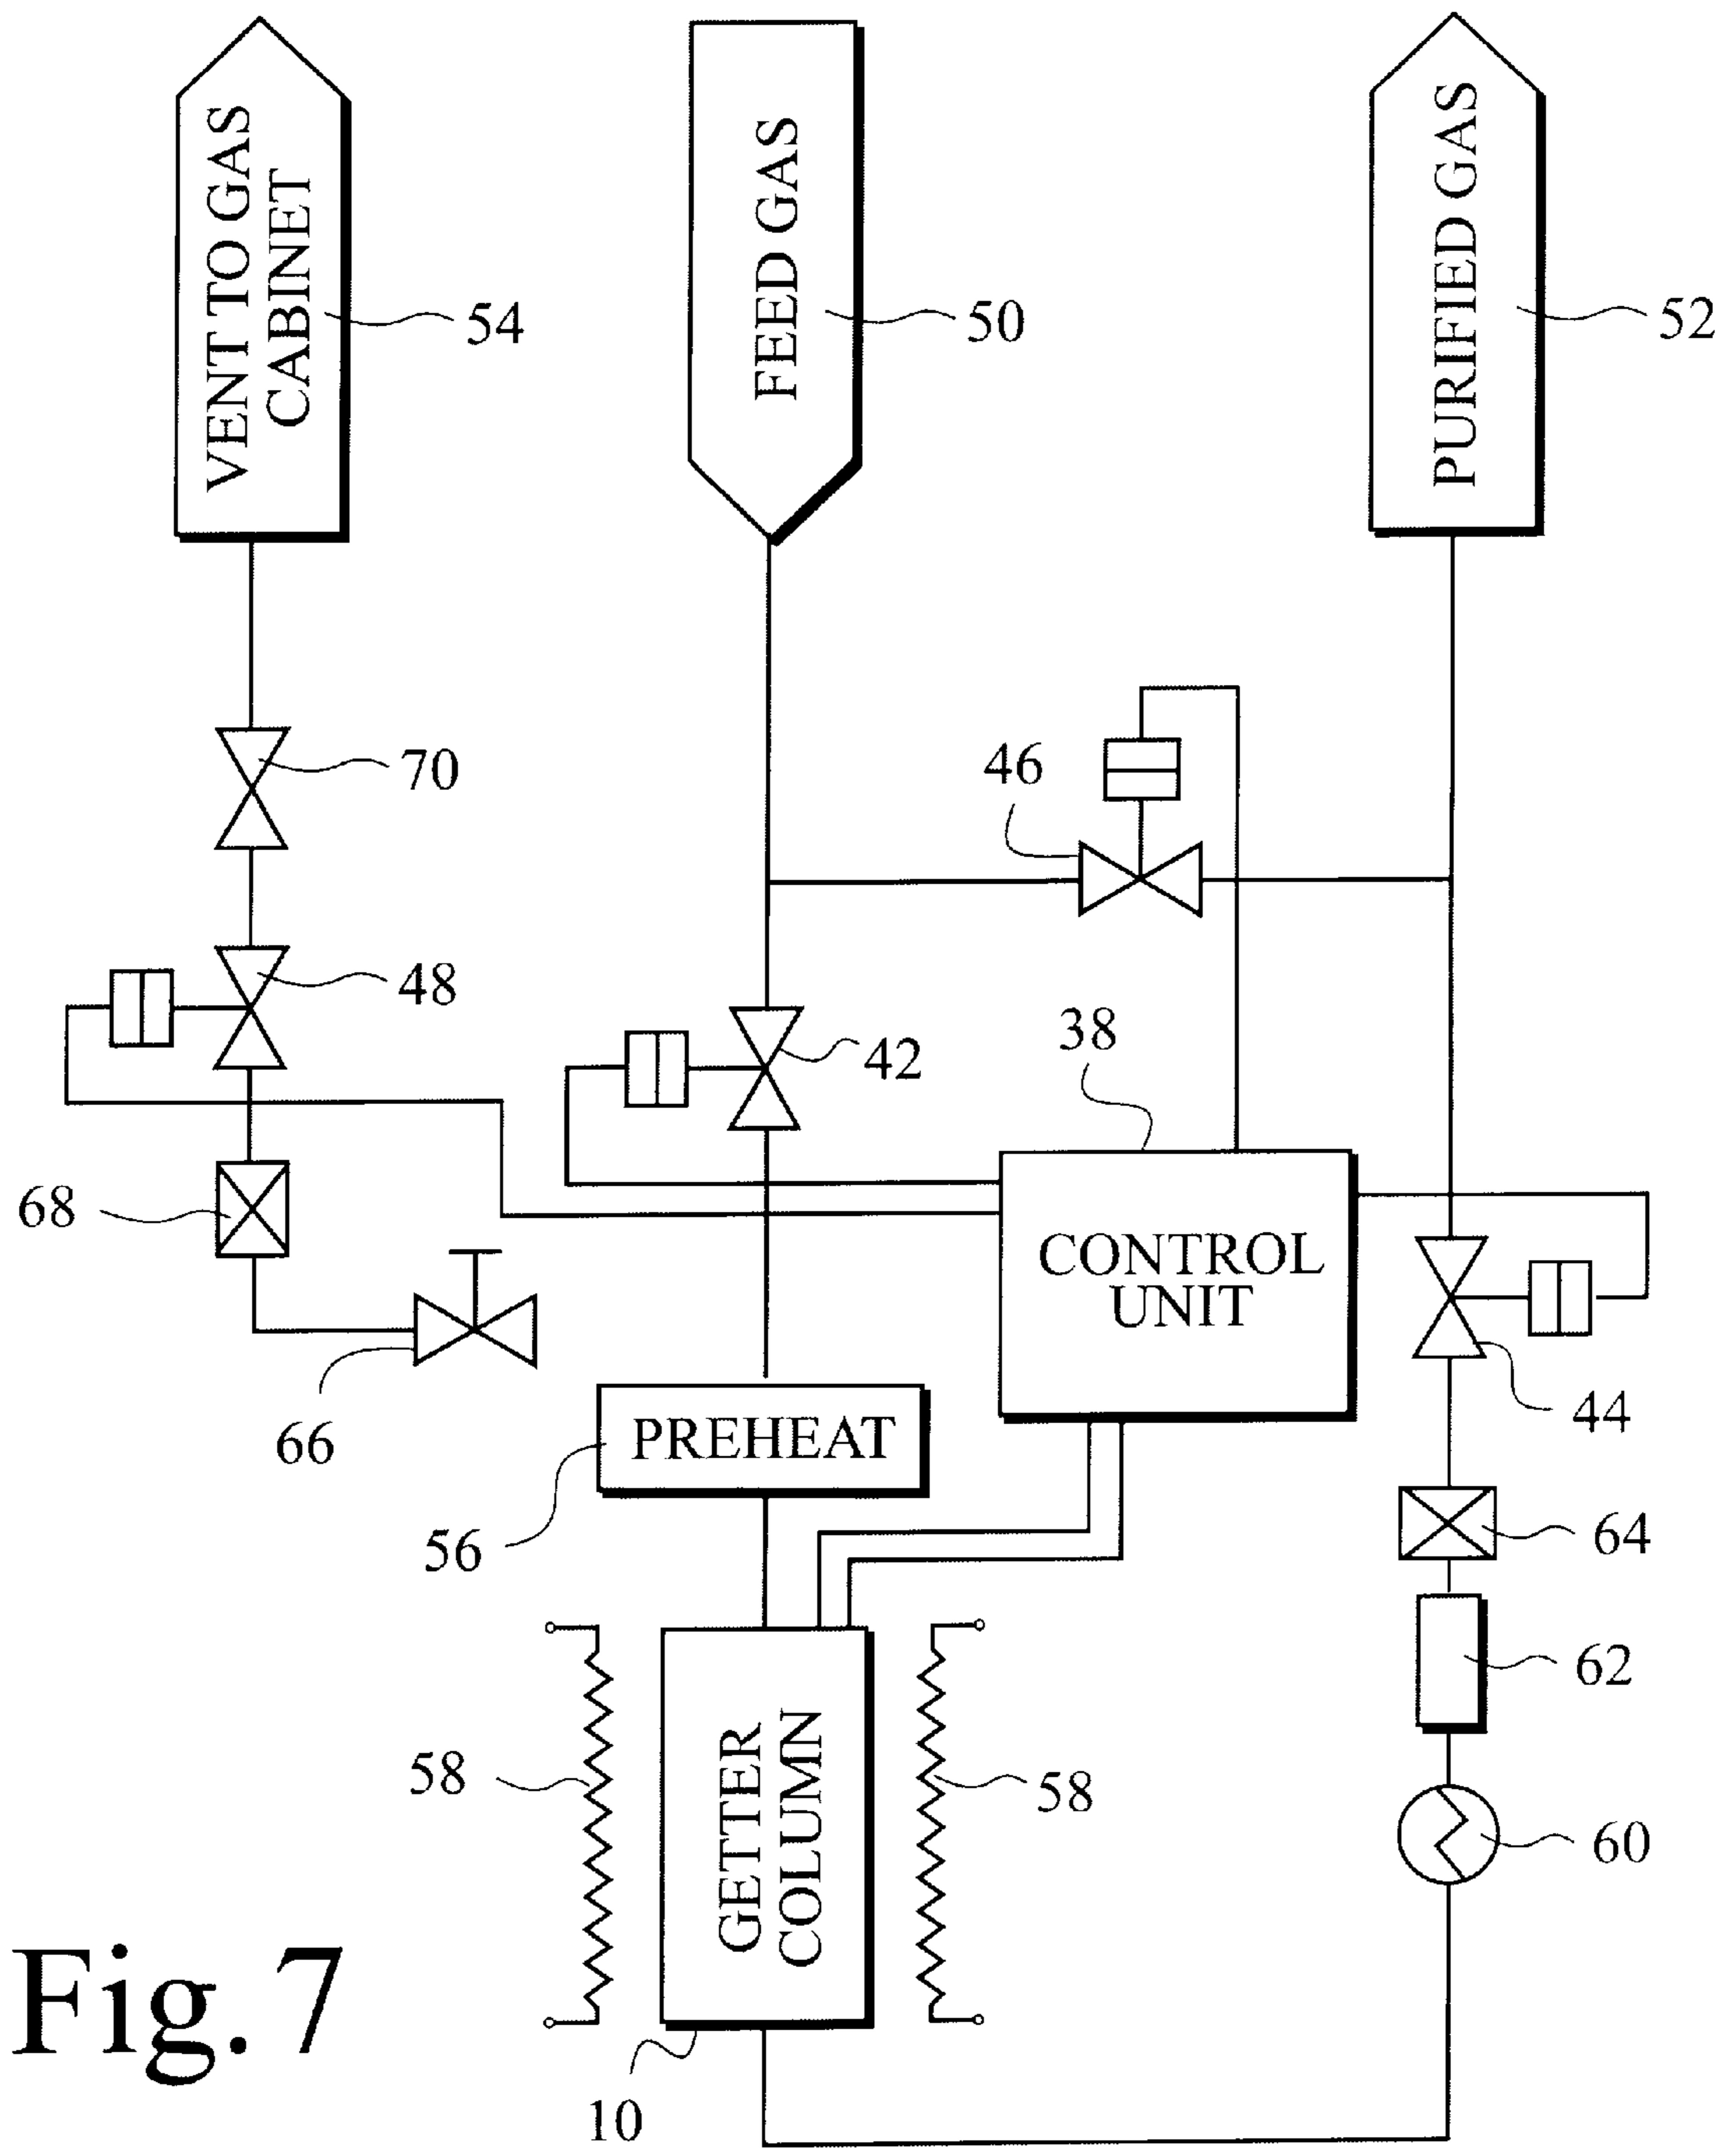 VENT TO GAS
CABINET
54
FEED GAS
50
PURIFIED GAS
52
70
46
48
42
38
68
CONTROL
UNIT
66
44
PREHEAT
56
64
62
58
GETTER
COLUMN
58
60
10
Fig. 7